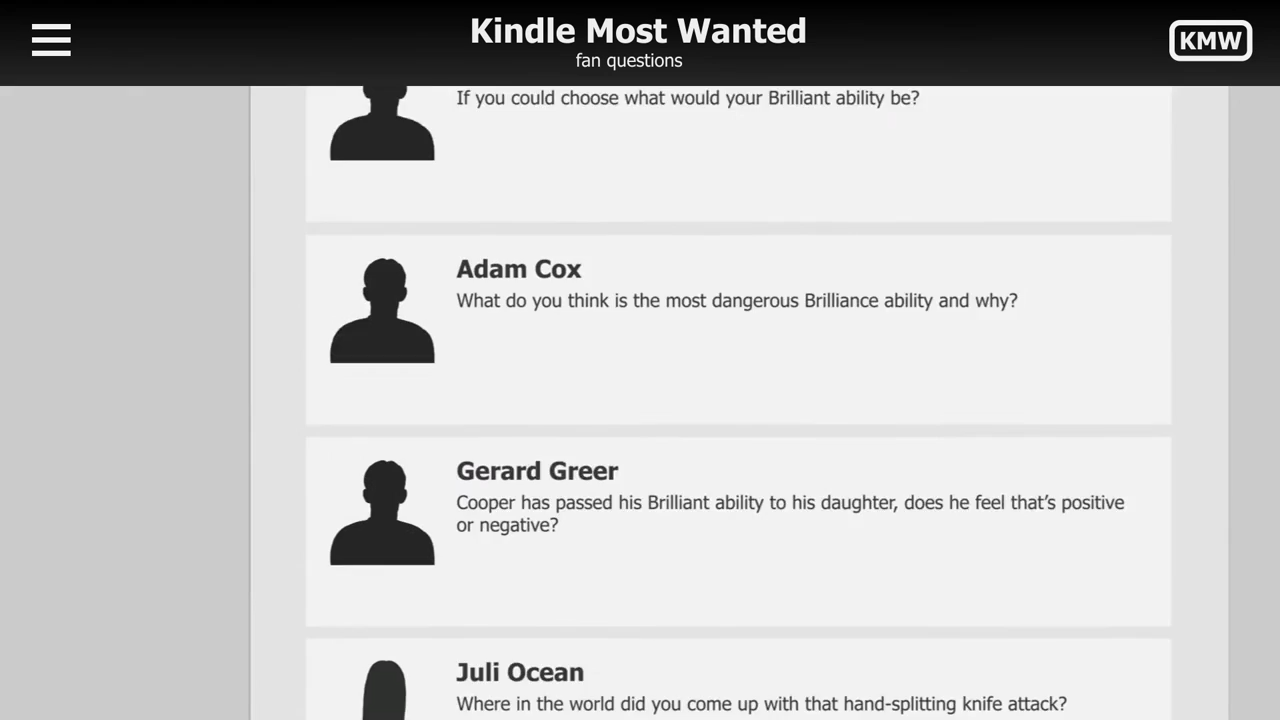 Kindle Most Wanted
fan questions
KMW
If you could choose what would your Brilliant ability be?
Adam Cox
What do you think is the most dangerous Brilliance ability and why?
Gerard Greer
Cooper has passed his Brilliant ability to his daughter, does he feel that’s positive
or negative?
Juli Ocean
Where in the world did you come up with that hand-splitting knife attack?